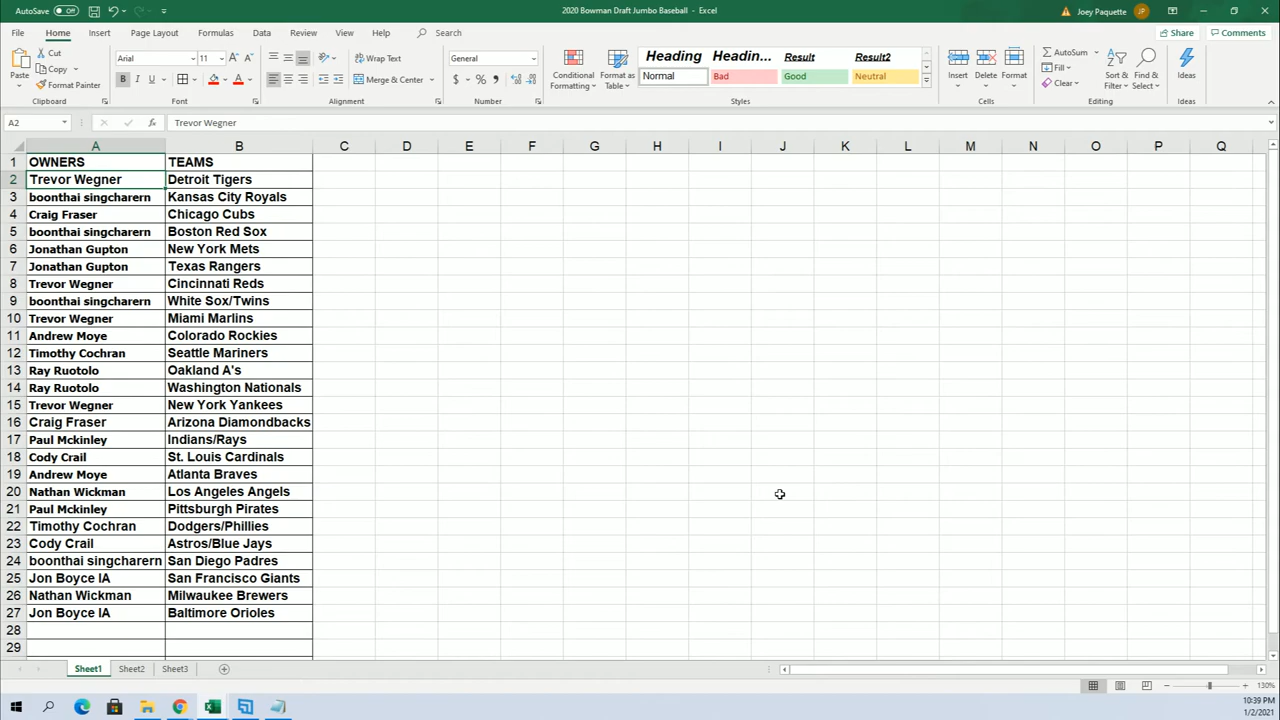 AutoSave Off 2020 Bowman Draft Jumbo Baseball - Excel Joey Paquette JP
File Home Insert Page Layout Formulas Data Review View Help Search Share Comments
Paste Cut Copy Format Painter Clipboard
Arial 11 B I U A Font
Wrap Text Merge & Center Alignment
General $ % Number
Conditional Formatting Format as Table
Heading Headin... Result Result2
Normal Bad Good Neutral Styles
Insert Delete Format Cells
AutoSum Fill Clear Sort & Filter Find & Select Editing
Ideas Ideas
A2 fx Trevor Wegner
A B C D E F G H I J K L M N O P Q
1 OWNERS TEAMS
2 Trevor Wegner Detroit Tigers
3 boonthai singcharern Kansas City Royals
4 Craig Fraser Chicago Cubs
5 boonthai singcharern Boston Red Sox
6 Jonathan Gupton New York Mets
7 Jonathan Gupton Texas Rangers
8 Trevor Wegner Cincinnati Reds
9 boonthai singcharern White Sox/Twins
10 Trevor Wegner Miami Marlins
11 Andrew Moye Colorado Rockies
12 Timothy Cochran Seattle Mariners
13 Ray Ruotolo Oakland A's
14 Ray Ruotolo Washington Nationals
15 Trevor Wegner New York Yankees
16 Craig Fraser Arizona Diamondbacks
17 Paul Mckinley Indians/Rays
18 Cody Crail St. Louis Cardinals
19 Andrew Moye Atlanta Braves
20 Nathan Wickman Los Angeles Angels
21 Paul Mckinley Pittsburgh Pirates
22 Timothy Cochran Dodgers/Phillies
23 Cody Crail Astros/Blue Jays
24 boonthai singcharern San Diego Padres
25 Jon Boyce IA San Francisco Giants
26 Nathan Wickman Milwaukee Brewers
27 Jon Boyce IA Baltimore Orioles
28
29
Sheet1 Sheet2 Sheet3
130%
10:39 PM
1/2/2021